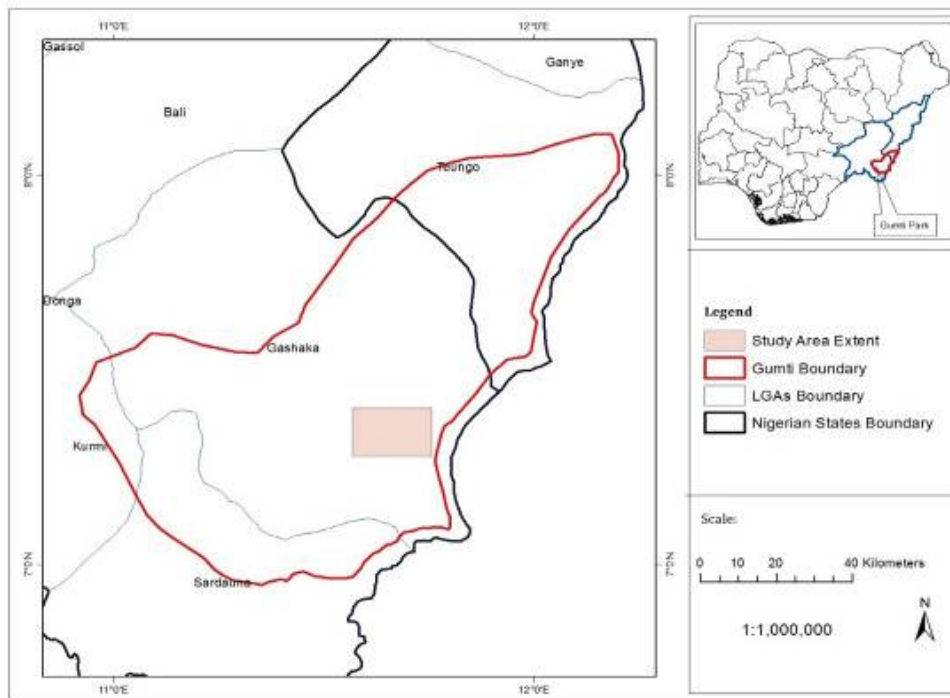 11°0'E 12°0'E
Gassol
Ganye
Bali
8°0'N
Toungo
8°0'N
Donga
Gashaka
Kurmi
7°0'N
Sardauna
7°0'N
11°0'E 12°0'E
Gumti Park
Legend
Study Area Extent
Gumti Boundary
LGAs Boundary
Nigerian States Boundary
Scale:
0 5 10 20 30 40 Kilometers
1:1,000,000
N